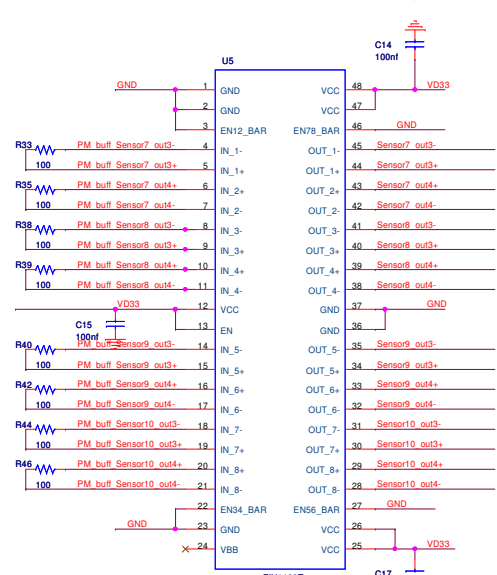 C14
100nf
U5
GND 1 GND VCC 48 VD33
2 GND VCC 47
3 EN12_BAR EN78_BAR 46 GND
R33 PM_buff_Sensor7_out3- 4 IN_1- OUT_1- 45 Sensor7_out3-
100 PM_buff_Sensor7_out3+ 5 IN_1+ OUT_1+ 44 Sensor7_out3+
R35 PM_buff_Sensor7_out4+ 6 IN_2+ OUT_2+ 43 Sensor7_out4+
100 PM_buff_Sensor7_out4- 7 IN_2- OUT_2- 42 Sensor7_out4-
R38 PM_buff_Sensor8_out3- 8 IN_3- OUT_3- 41 Sensor8_out3-
100 PM_buff_Sensor8_out3+ 9 IN_3+ OUT_3+ 40 Sensor8_out3+
R39 PM_buff_Sensor8_out4+ 10 IN_4+ OUT_4+ 39 Sensor8_out4+
100 PM_buff_Sensor8_out4- 11 IN_4- OUT_4- 38 Sensor8_out4-
VD33 12 VCC GND 37 GND
C15 13 EN GND 36
100nf
R40 PM_buff_Sensor9_out3- 14 IN_5- OUT_5- 35 Sensor9_out3-
100 PM_buff_Sensor9_out3+ 15 IN_5+ OUT_5+ 34 Sensor9_out3+
R42 PM_buff_Sensor9_out4+ 16 IN_6+ OUT_6+ 33 Sensor9_out4+
100 PM_buff_Sensor9_out4- 17 IN_6- OUT_6- 32 Sensor9_out4-
R44 PM_buff_Sensor10_out3- 18 IN_7- OUT_7- 31 Sensor10_out3-
100 PM_buff_Sensor10_out3+ 19 IN_7+ OUT_7+ 30 Sensor10_out3+
R46 PM_buff_Sensor10_out4+ 20 IN_8+ OUT_8+ 29 Sensor10_out4+
100 PM_buff_Sensor10_out4- 21 IN_8- OUT_8- 28 Sensor10_out4-
22 EN34_BAR EN56_BAR 27 GND
GND 23 GND VCC 26
24 VBB VCC 25 VD33
C17